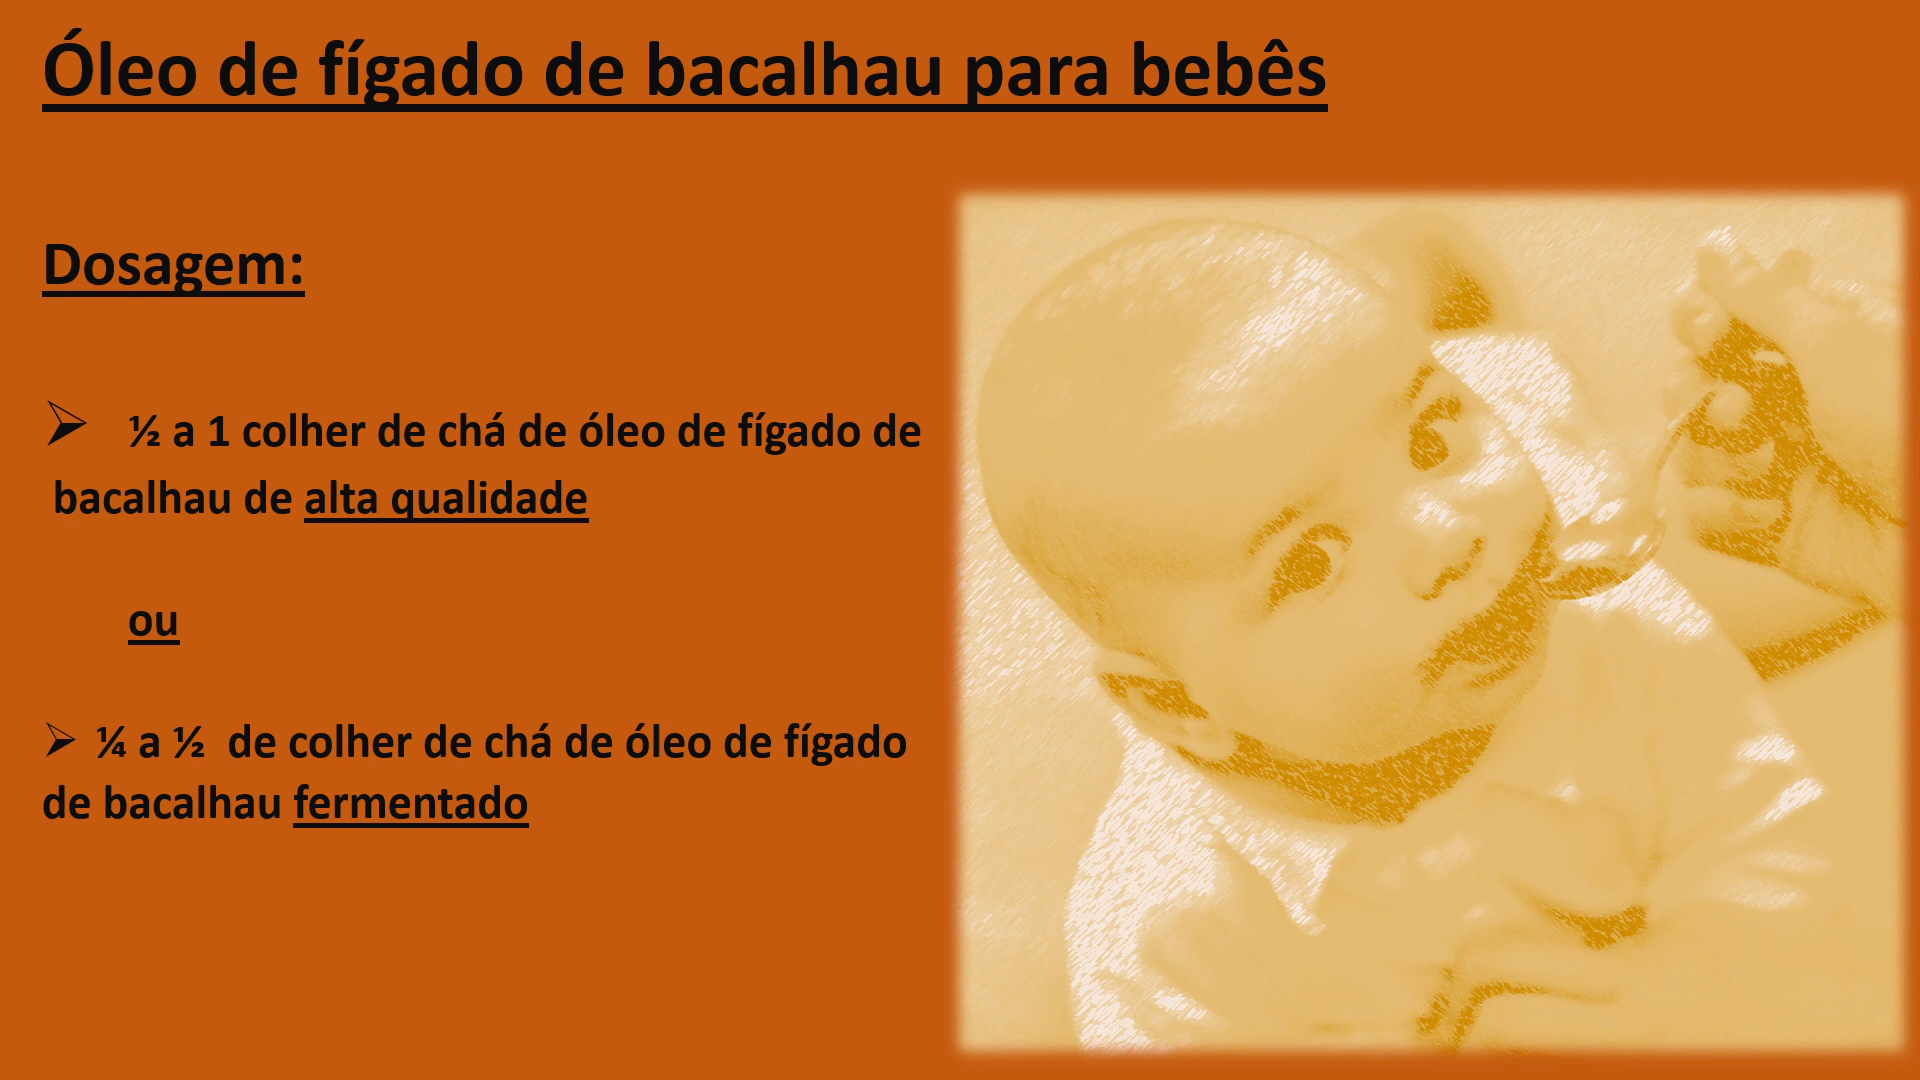 Óleo de fígado de bacalhau para bebês
Dosagem:
➢ ½ a 1 colher de chá de óleo de fígado de
bacalhau de alta qualidade
ou
➢ ¼ a ½ de colher de chá de óleo de fígado
de bacalhau fermentado